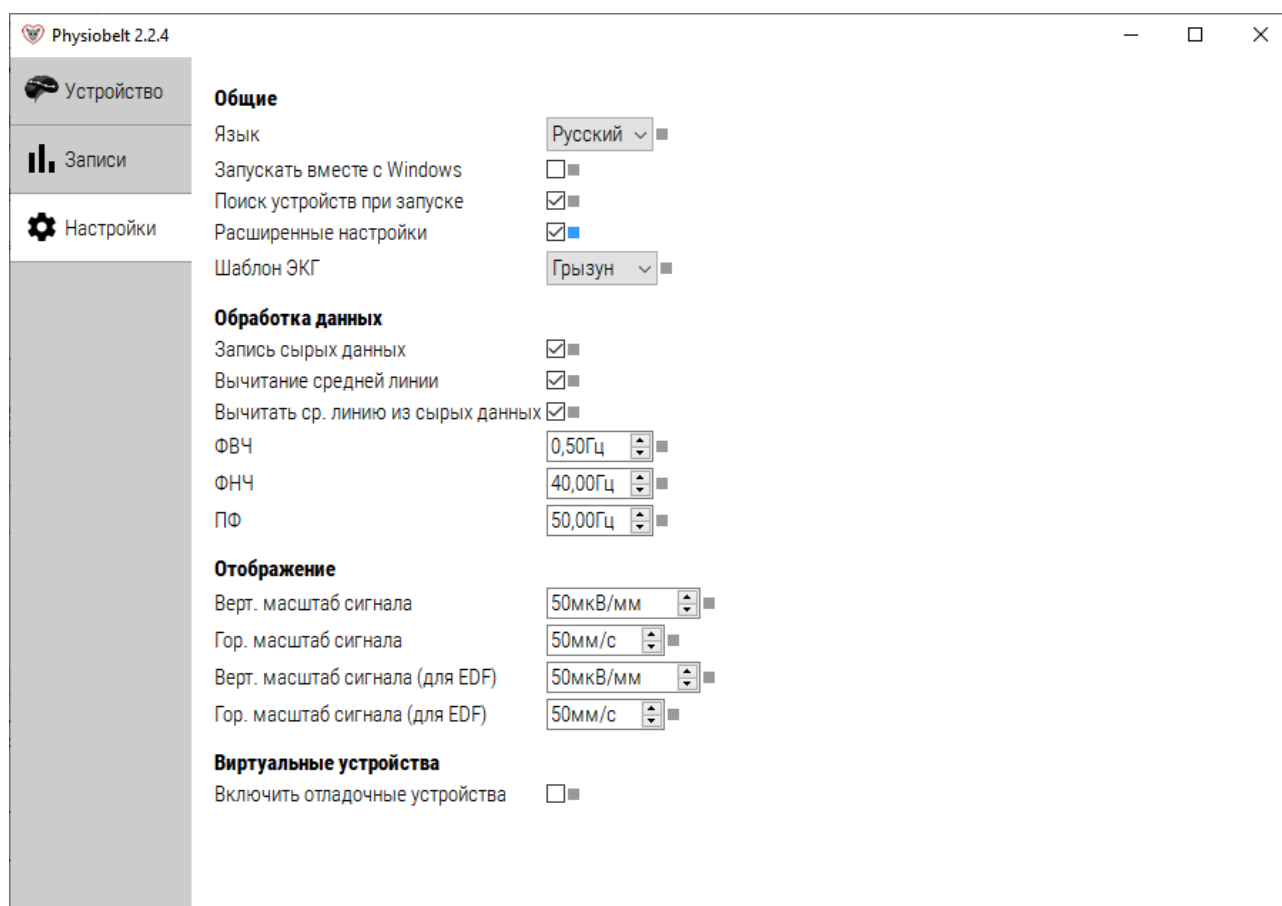 Physiobelt 2.2.4
Устройство
Записи
Настройки
Общие
Язык Русский
Запускать вместе с Windows
Поиск устройств при запуске
Расширенные настройки
Шаблон ЭКГ Грызун
Обработка данных
Запись сырых данных
Вычитание средней линии
Вычитать ср. линию из сырых данных
ФВЧ 0,50Гц
ФНЧ 40,00Гц
ПФ 50,00Гц
Отображение
Верт. масштаб сигнала 50мкВ/мм
Гор. масштаб сигнала 50мм/с
Верт. масштаб сигнала (для EDF) 50мкВ/мм
Гор. масштаб сигнала (для EDF) 50мм/с
Виртуальные устройства
Включить отладочные устройства